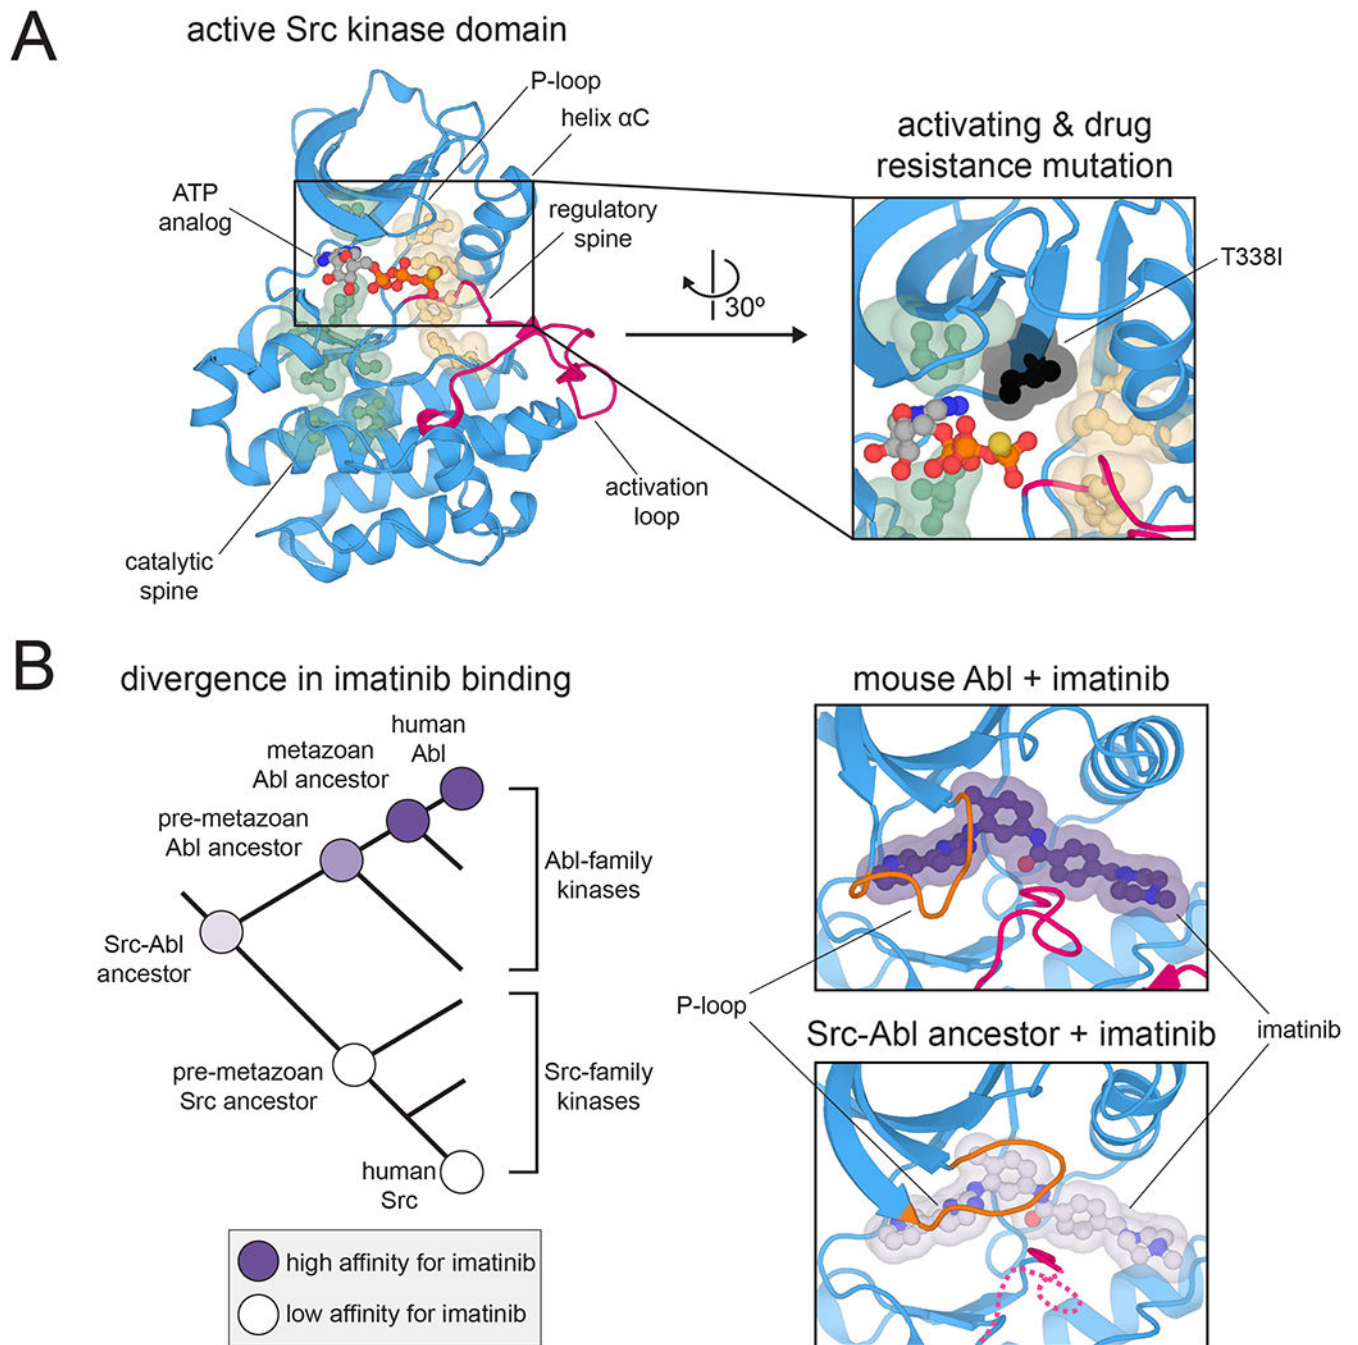 A
active Src kinase domain
P-loop
helix αC
ATP
analog
regulatory
spine
activation
loop
catalytic
spine
30º
activating & drug
resistance mutation
T338I
B
divergence in imatinib binding
human
Abl
metazoan
Abl ancestor
pre-metazoan
Abl ancestor
Abl-family
kinases
Src-Abl
ancestor
pre-metazoan
Src ancestor
Src-family
kinases
human
Src
high affinity for imatinib
low affinity for imatinib
mouse Abl + imatinib
P-loop
imatinib
Src-Abl ancestor + imatinib